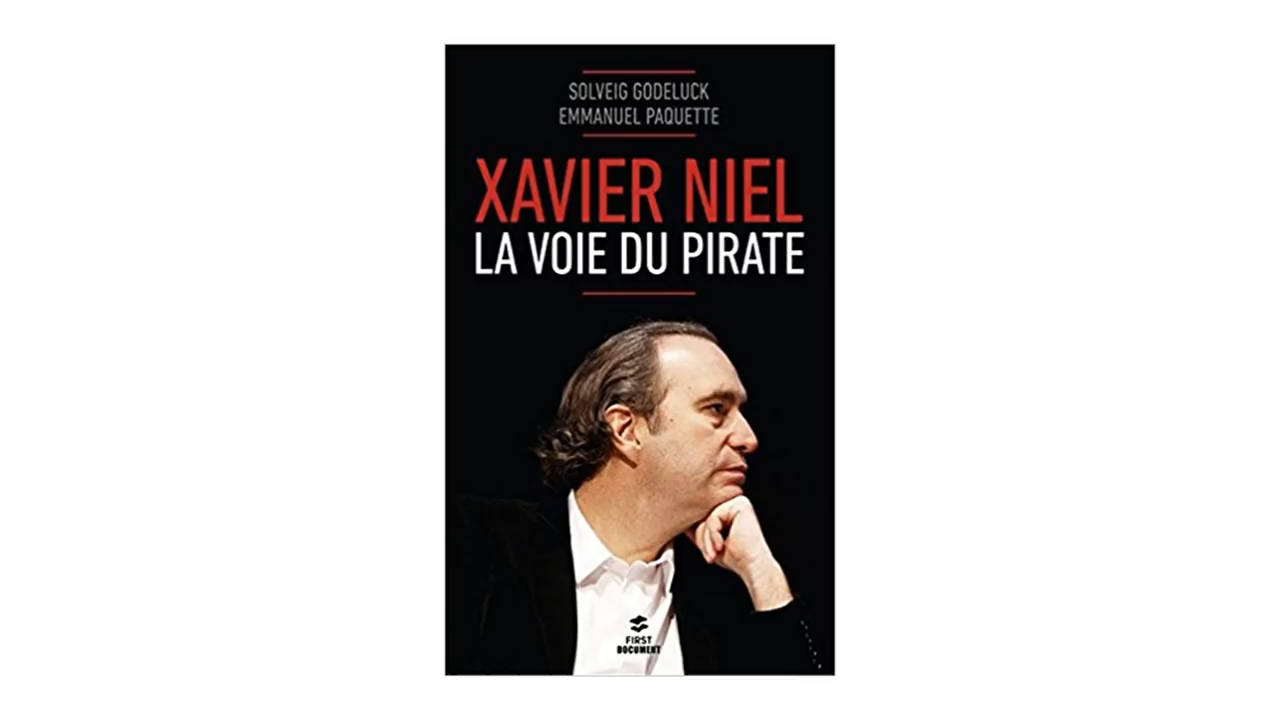 SOLVEIG GODELUCK
EMMANUEL PAQUETTE
XAVIER NIEL
LA VOIE DU PIRATE
FIRST
DOCUMENT